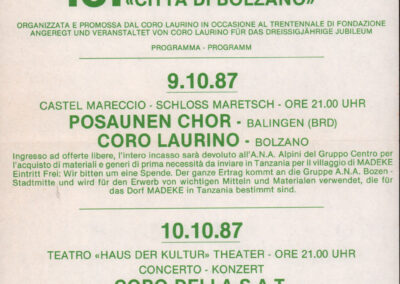 «CITTÀ DI BOLZANO»
ORGANIZZATA E PROMOSSA DAL CORO LAURINO IN OCCASIONE AL TRENTENNALE DI FONDAZIONE
ANGEREGT UND VERANSTALTET VON CORO LAURINO FÜR DAS DREISSIGJÄHRIGE JUBILEUM
PROGRAMMA - PROGRAMM
9.10.87
CASTEL MARECCIO - SCHLOSS MARETSCH - ORE 21.00 UHR
POSAUNEN CHOR - BALINGEN (BRD)
CORO LAURINO - BOLZANO
Ingresso ad offerte libere, l'intero incasso sarà devoluto all'A.N.A. Alpini del Gruppo Centro per
l'acquisto di materiali e generi di prima necessità da inviare in Tanzania per il villaggio di MADEKE
Eintritt Frei: Wir bitten um eine Spende. Der ganze Ertrag kommt an die Gruppe A.N.A. Bozen -
Stadtmitte und wird für den Erwerb von wichtigen Mitteln und Materialen verwendet, die für
das Dorf MADEKE in Tanzania bestimmt sind.
10.10.87
TEATRO «HAUS DER KULTUR» THEATER - ORE 21.00 UHR
CONCERTO - KONZERT
CORO DELLA S.A.T.